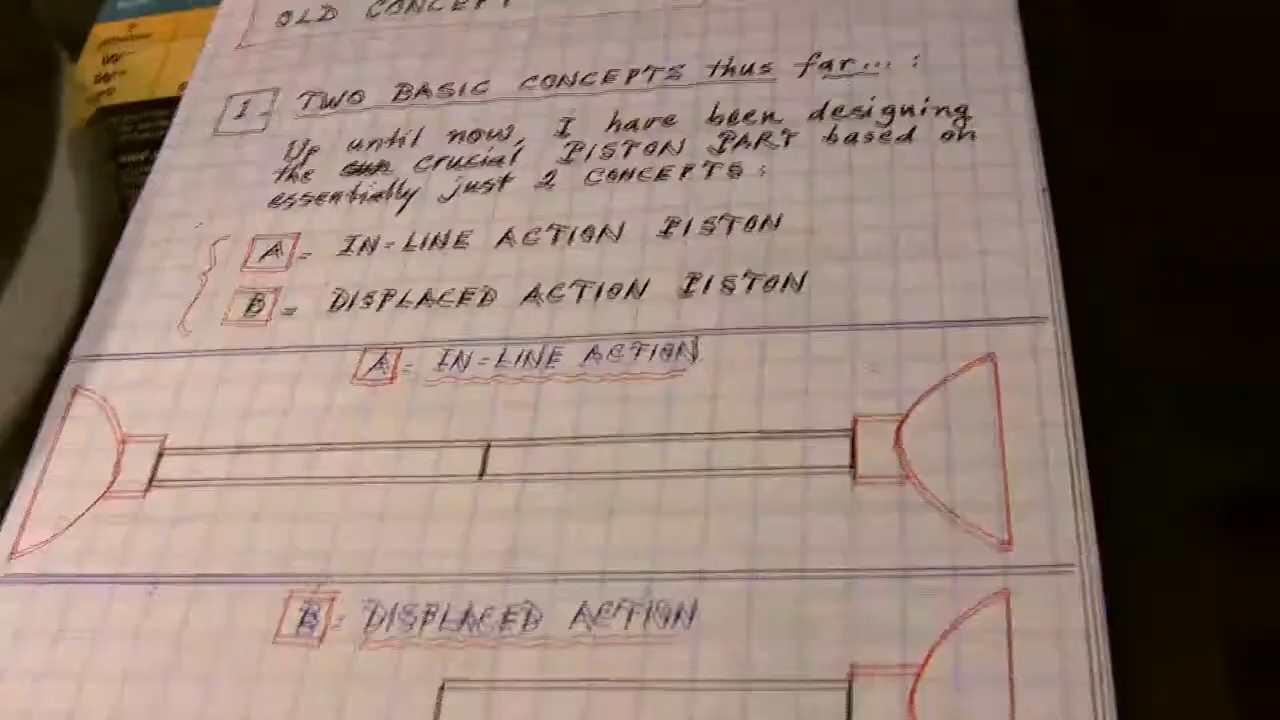 OLD CONCEPT
1. TWO BASIC CONCEPTS thus far...:
Up until now, I have been designing
the crucial PISTON PART based on
essentially just 2 CONCEPTS:
A = IN-LINE ACTION PISTON
B = DISPLACED ACTION PISTON
A = IN-LINE ACTION
B = DISPLACED ACTION